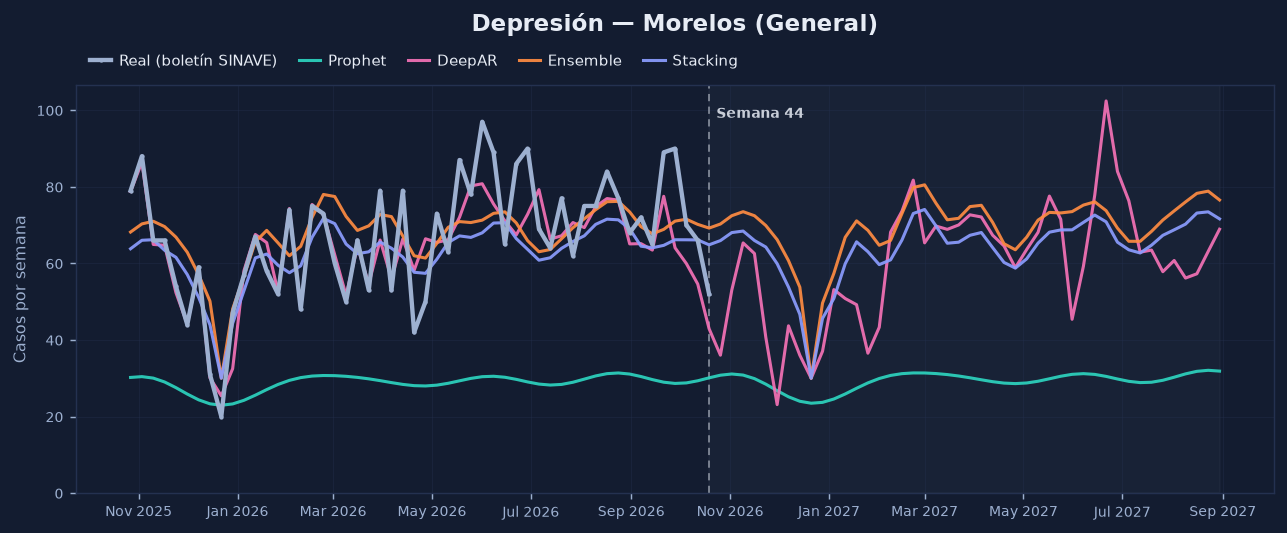 Depresión — Morelos (General)
Real (boletín SINAVE) Prophet DeepAR Ensemble Stacking
Semana 44
Casos por semana
100
80
60
40
20
0
Nov 2025 Jan 2026 Mar 2026 May 2026 Jul 2026 Sep 2026 Nov 2026 Jan 2027 Mar 2027 May 2027 Jul 2027 Sep 2027